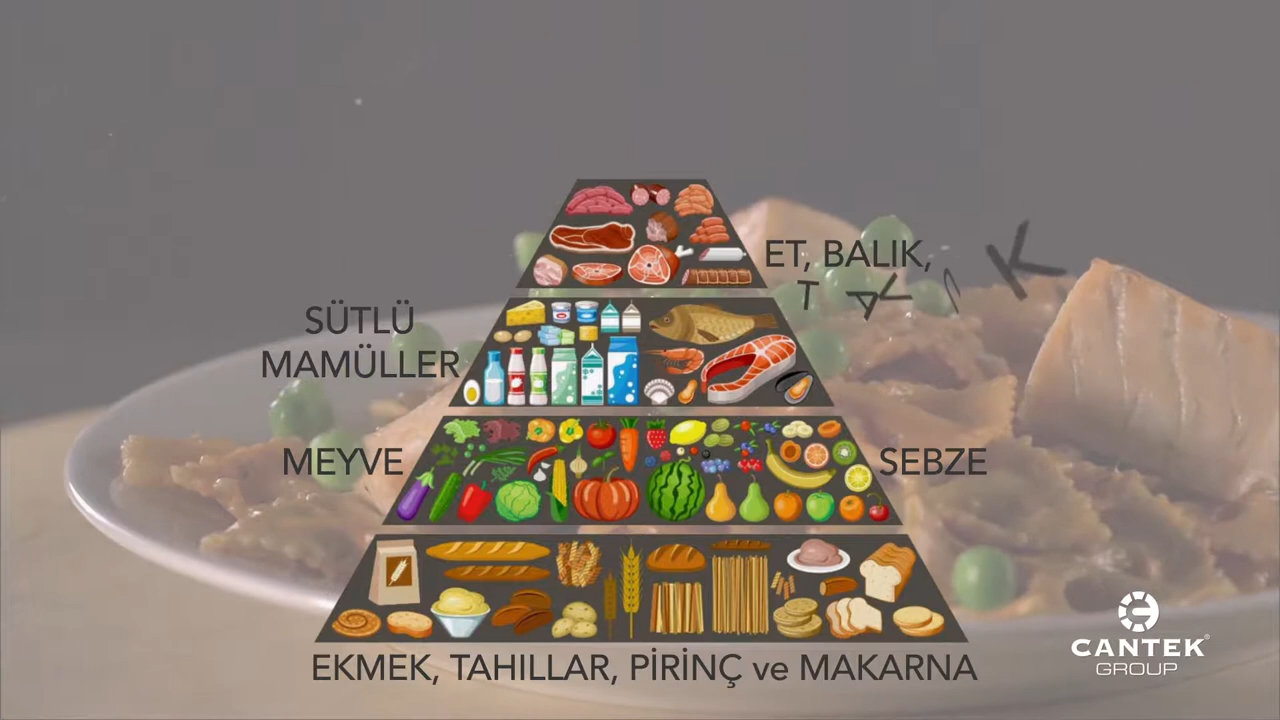 ET, BALIK,
SÜTLÜ
MAMÜLLER
MEYVE
SEBZE
EKMEK, TAHILLAR, PİRİNÇ ve MAKARNA
CANTEK®
GROUP